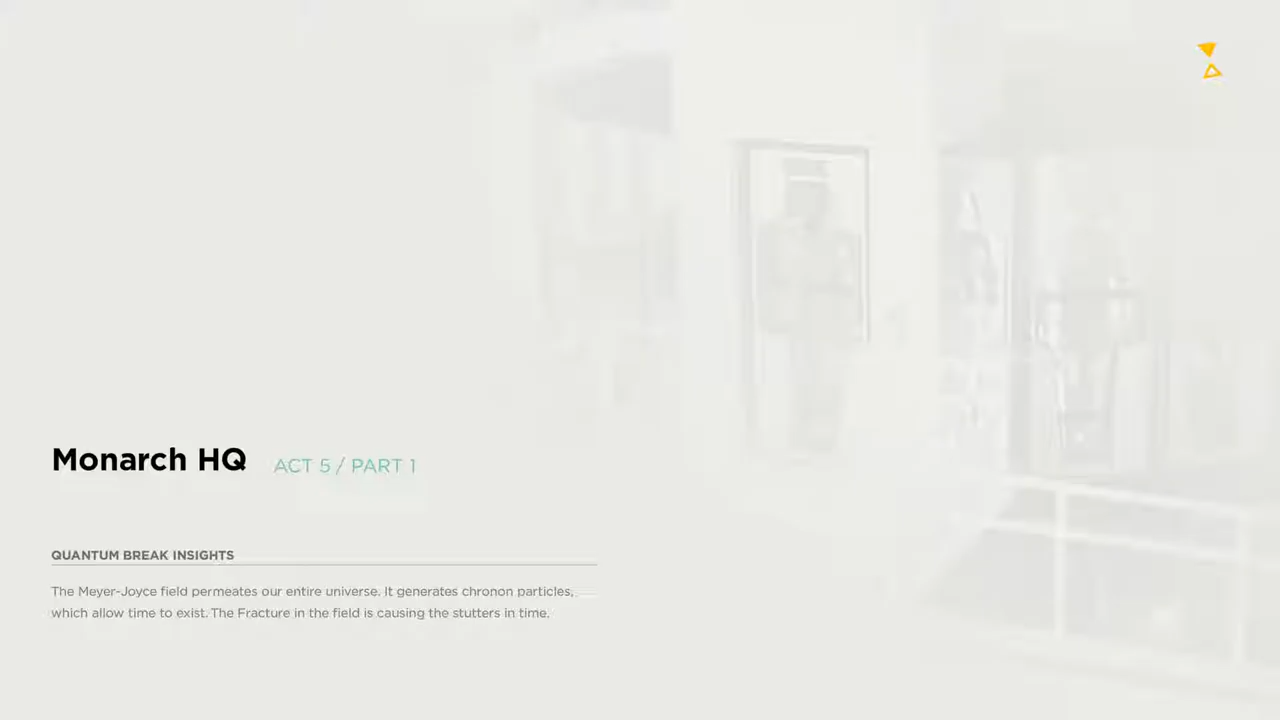 Monarch HQ ACT 5 / PART 1
QUANTUM BREAK INSIGHTS
The Meyer-Joyce field permeates our entire universe. It generates chronon particles,
which allow time to exist. The Fracture in the field is causing the stutters in time.